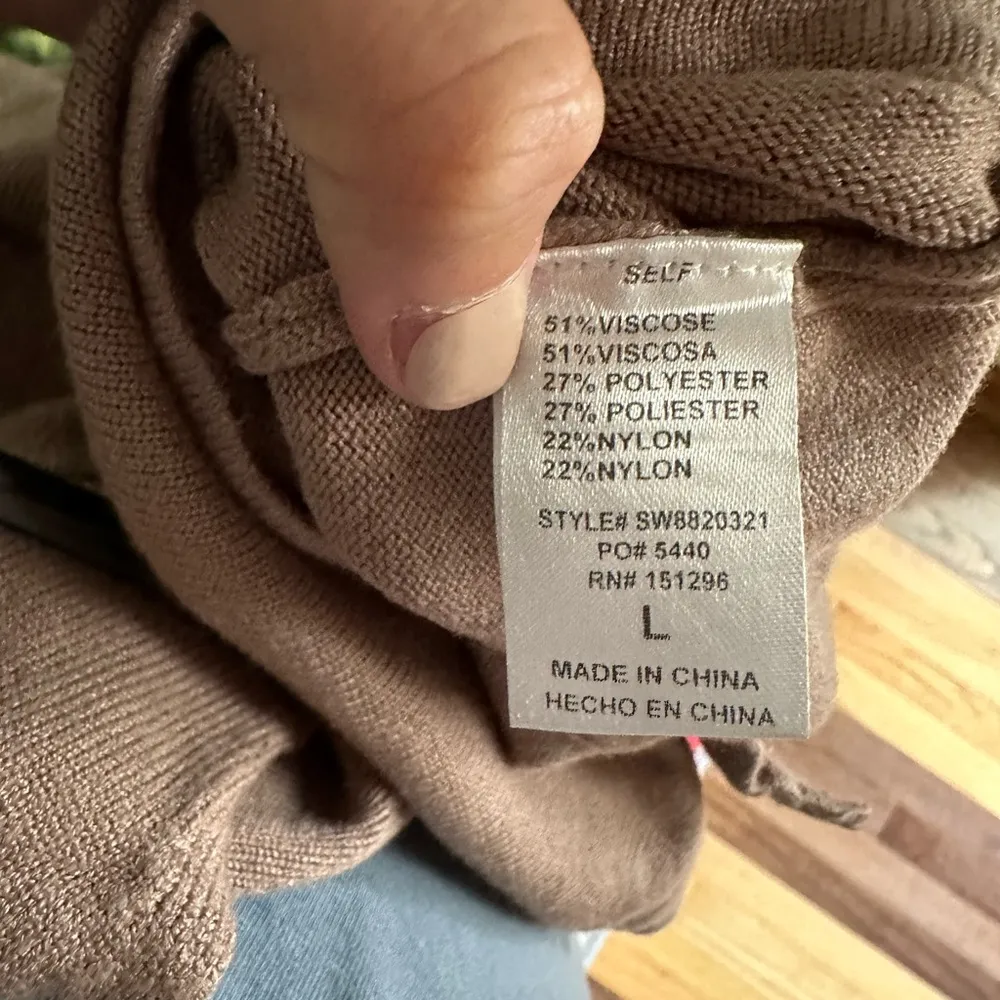 SELF
51%VISCOSE
51%VISCOSA
27% POLYESTER
27% POLIESTER
22%NYLON
22%NYLON
STYLE# SW8820321
PO# 5440
RN# 151296
L
MADE IN CHINA
HECHO EN CHINA